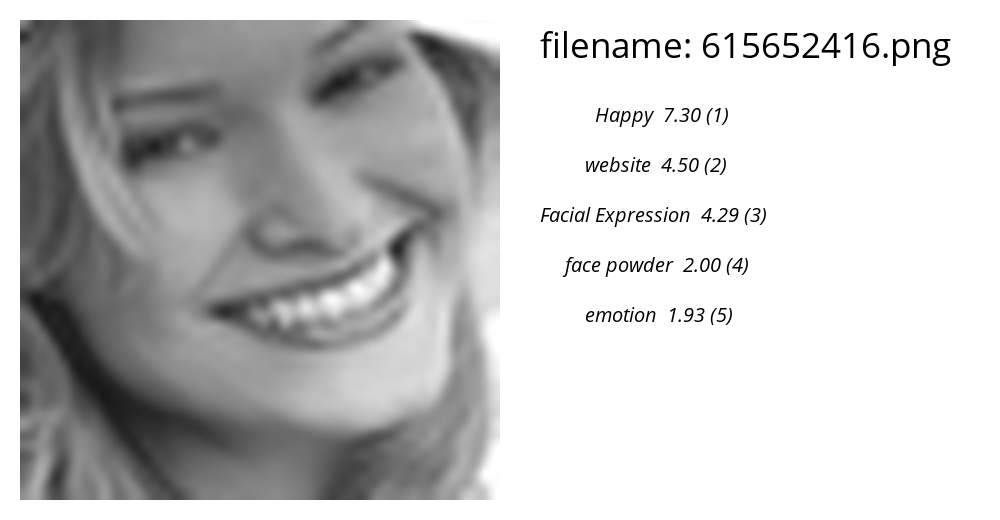 filename: 615652416.png
Happy 7.30 (1)
website 4.50 (2)
Facial Expression 4.29 (3)
face powder 2.00 (4)
emotion 1.93 (5)